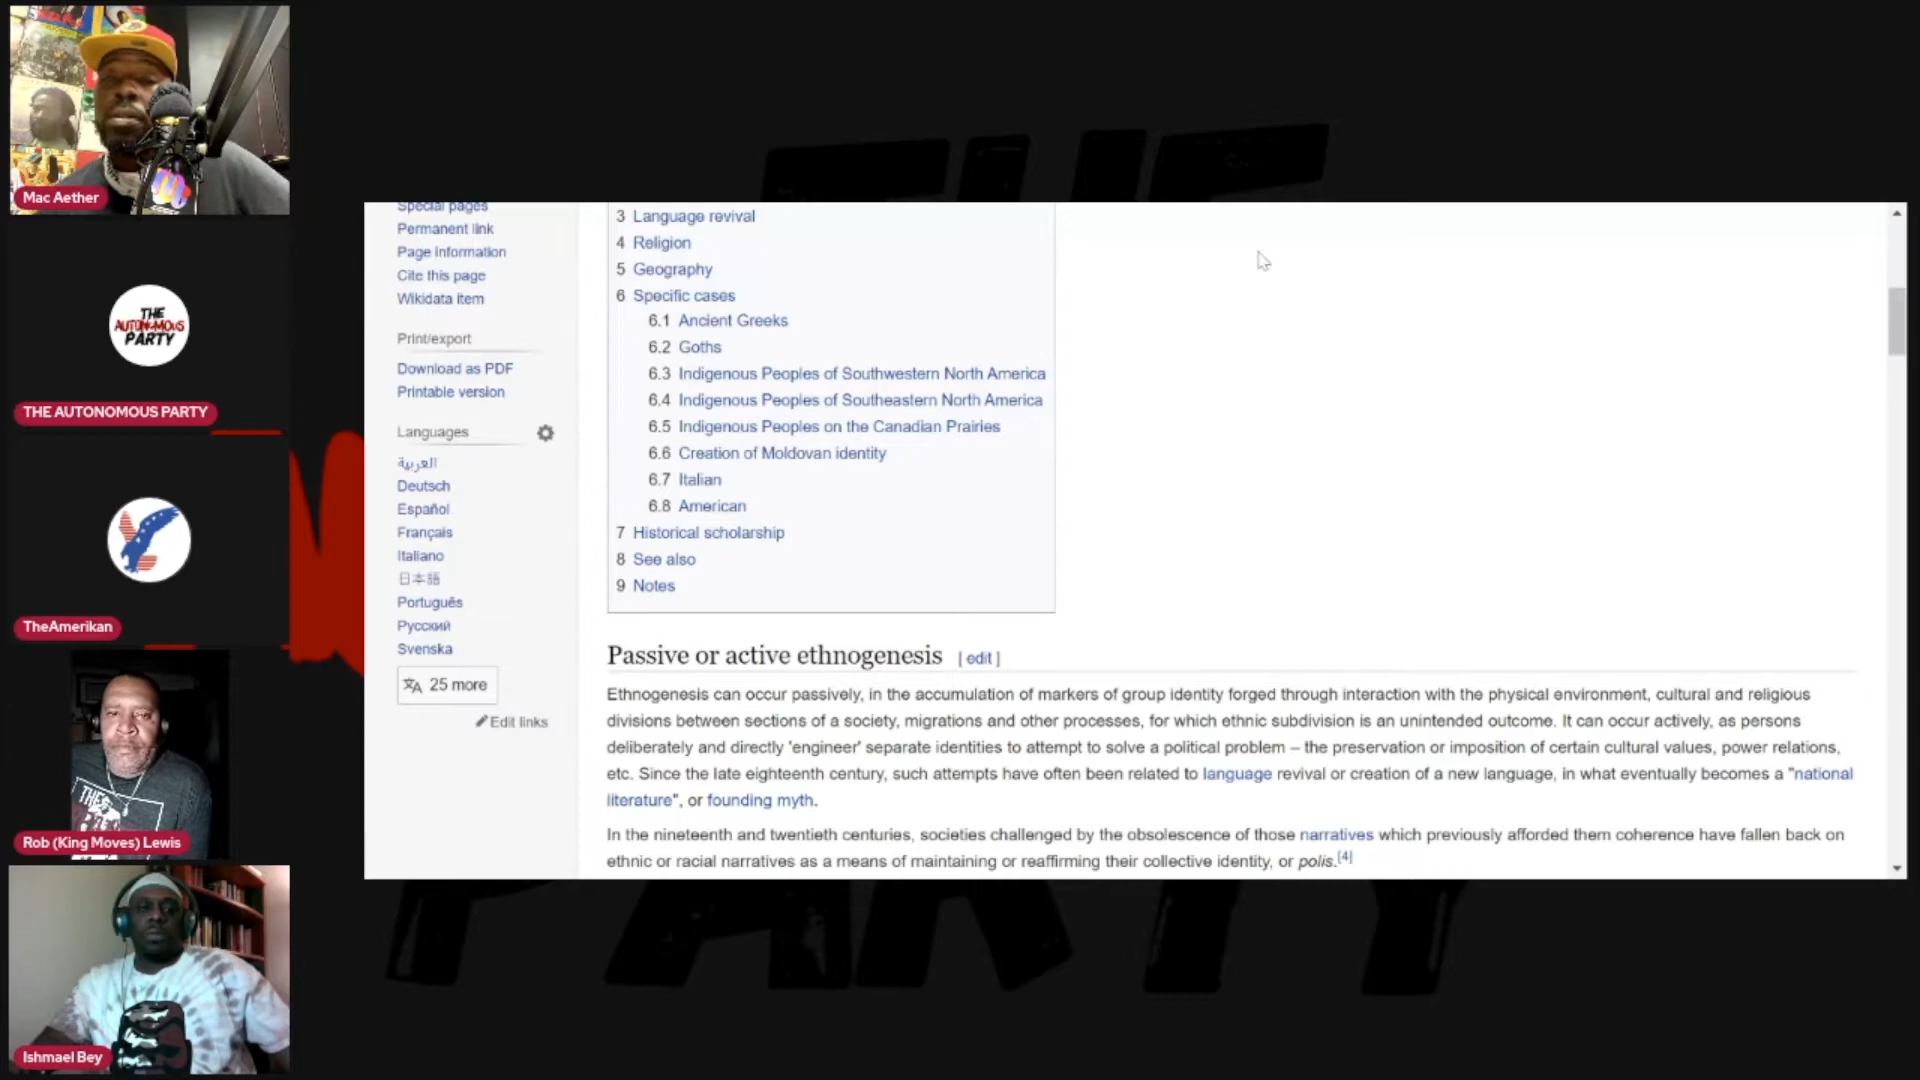 Mac Aether
THE
AUTONOMOUS
PARTY
THE AUTONOMOUS PARTY
TheAmerikan
THE
Rob (King Moves) Lewis
Ishmael Bey
THE
PARTY
Special pages
Permanent link
Page information
Cite this page
Wikidata item
Print/export
Download as PDF
Printable version
Languages
العربية
Deutsch
Español
Français
Italiano
日本語
Português
Русский
Svenska
25 more
Edit links
3 Language revival
4 Religion
5 Geography
6 Specific cases
6.1 Ancient Greeks
6.2 Goths
6.3 Indigenous Peoples of Southwestern North America
6.4 Indigenous Peoples of Southeastern North America
6.5 Indigenous Peoples on the Canadian Prairies
6.6 Creation of Moldovan identity
6.7 Italian
6.8 American
7 Historical scholarship
8 See also
9 Notes
Passive or active ethnogenesis [ edit ]
Ethnogenesis can occur passively, in the accumulation of markers of group identity forged through interaction with the physical environment, cultural and religious
divisions between sections of a society, migrations and other processes, for which ethnic subdivision is an unintended outcome. It can occur actively, as persons
deliberately and directly 'engineer' separate identities to attempt to solve a political problem – the preservation or imposition of certain cultural values, power relations,
etc. Since the late eighteenth century, such attempts have often been related to language revival or creation of a new language, in what eventually becomes a "national
literature", or founding myth.
In the nineteenth and twentieth centuries, societies challenged by the obsolescence of those narratives which previously afforded them coherence have fallen back on
ethnic or racial narratives as a means of maintaining or reaffirming their collective identity, or polis.[4]